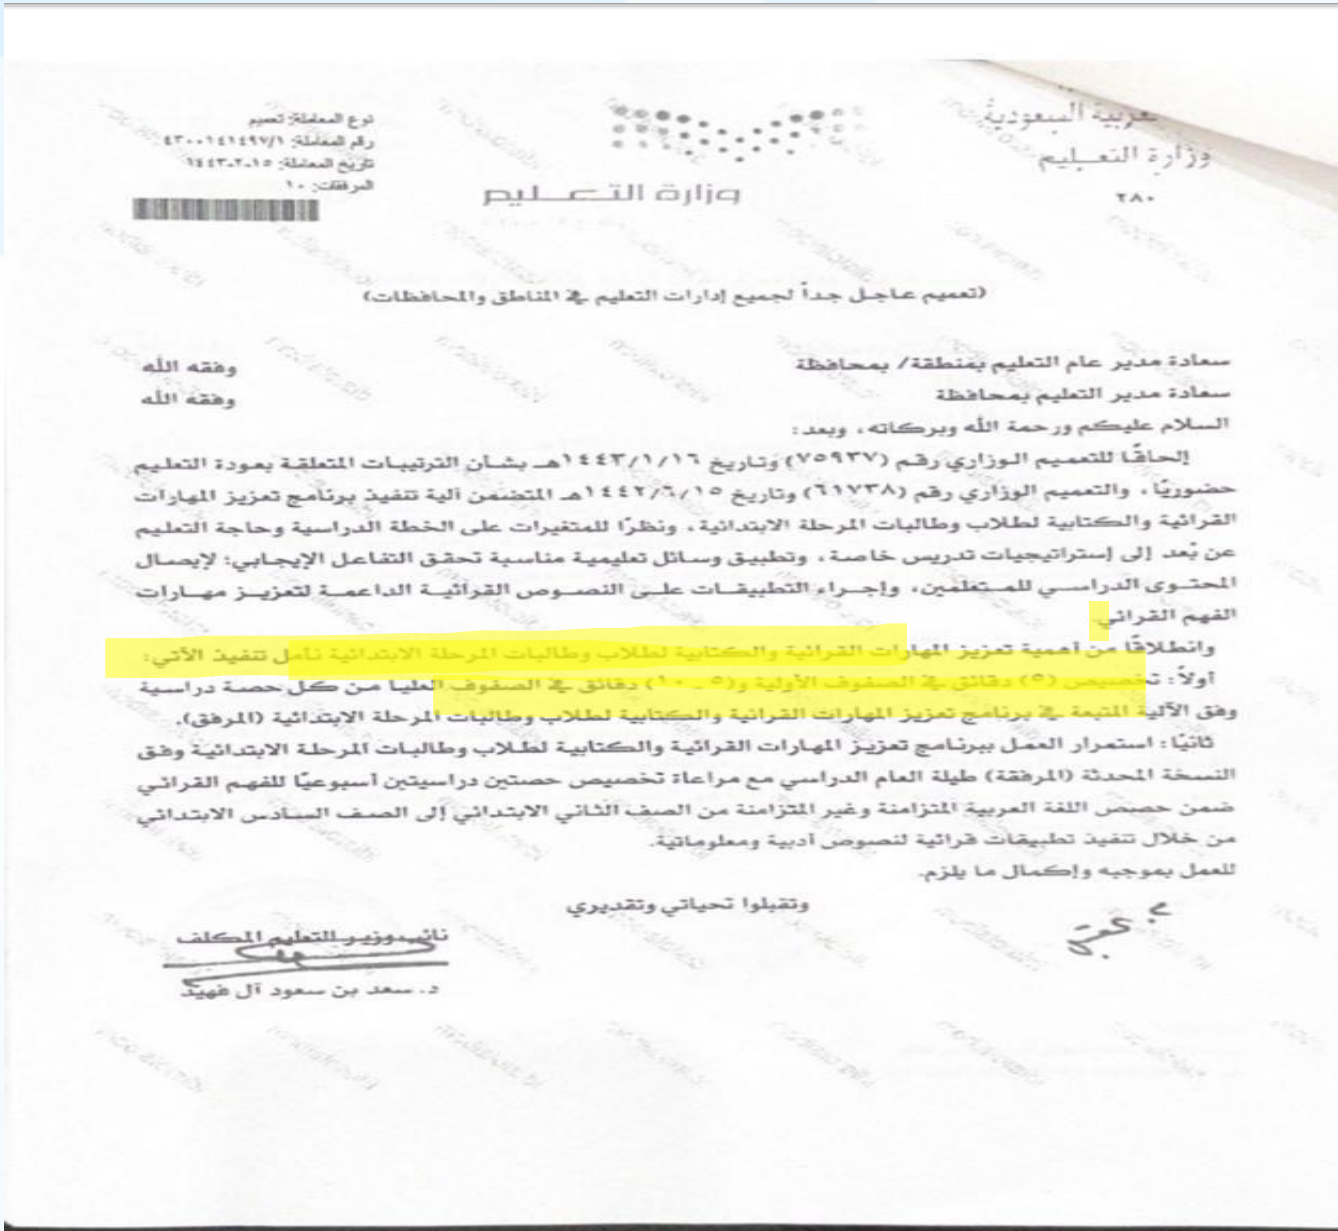 عربية السعودية
وزارة التعـــليم
٢٨٠
وزارة التعـــليم
نوع المعاملة: تعميم
رقم المعاملة: ٤٣٠٠١٤١٤٩٧/١
تاريخ المعاملة: ١٥-٢-١٤٤٣
المرفقات: ١٠
(تعميم عاجل جداً لجميع إدارات التعليم في المناطق والمحافظات)
سعادة مدير عام التعليم بمنطقة/ بمحافظة وفقه الله
سعادة مدير التعليم بمحافظة وفقه الله
السلام عليكم ورحمة الله وبركاته، وبعد:
إلحاقًا للتعميم الوزاري رقم (٧٥٩٣٧) وتاريخ ١٤٤٣/١/١٦هـ بشأن الترتيبات المتعلقة بعودة التعليم
حضوريًا، والتعميم الوزاري رقم (٦١٧٣٨) وتاريخ ١٤٤٢/٦/١٥هـ المتضمن آلية تنفيذ برنامج تعزيز المهارات
القرائية والكتابية لطلاب وطالبات المرحلة الابتدائية، ونظرًا للمتغيرات على الخطة الدراسية وحاجة التعليم
عن بُعد إلى إستراتيجيات تدريس خاصة، وتطبيق وسائل تعليمية مناسبة تحقق التفاعل الإيجابي؛ لإيصال
المحتوى الدراسي للمتعلمين، وإجراء التطبيقات على النصوص القرائية الداعمة لتعزيز مهارات
الفهم القرائي.
وانطلاقًا من أهمية تعزيز المهارات القرائية والكتابية لطلاب وطالبات المرحلة الابتدائية نأمل تنفيذ الآتي:
أولاً: تخصيص (٥) دقائق في الصفوف الأولية و(٥ ـ ١٠) دقائق في الصفوف العليا من كل حصة دراسية
وفق الآلية المتبعة في برنامج تعزيز المهارات القرائية والكتابية لطلاب وطالبات المرحلة الابتدائية (المرفق).
ثانيًا: استمرار العمل ببرنامج تعزيز المهارات القرائية والكتابية لطلاب وطالبات المرحلة الابتدائية وفق
النسخة المحدثة (المرفقة) طيلة العام الدراسي مع مراعاة تخصيص حصتين دراسيتين أسبوعيًا للفهم القرائي
ضمن حصص اللغة العربية المتزامنة وغير المتزامنة من الصف الثاني الابتدائي إلى الصف السادس الابتدائي
من خلال تنفيذ تطبيقات قرائية لنصوص أدبية ومعلوماتية.
للعمل بموجبه وإكمال ما يلزم.
وتقبلوا تحياتي وتقديري
نائب وزير التعليم المكلف
د. سعد بن سعود آل فهيد